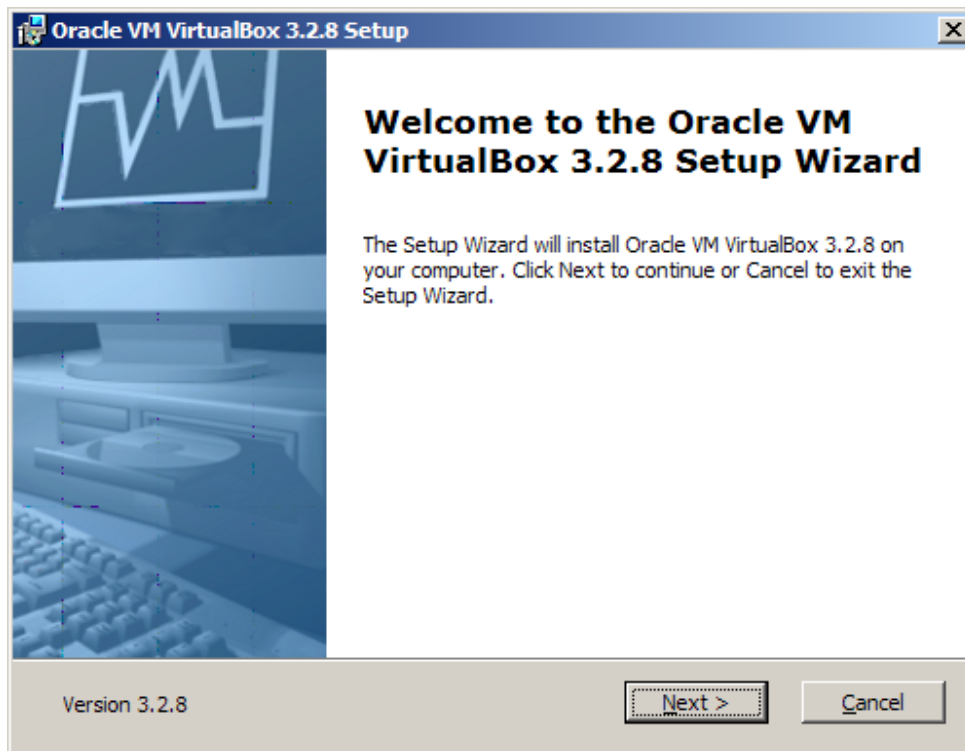 Oracle VM VirtualBox 3.2.8 Setup
Welcome to the Oracle VM
VirtualBox 3.2.8 Setup Wizard
The Setup Wizard will install Oracle VM VirtualBox 3.2.8 on
your computer. Click Next to continue or Cancel to exit the
Setup Wizard.
Version 3.2.8
Next >
Cancel